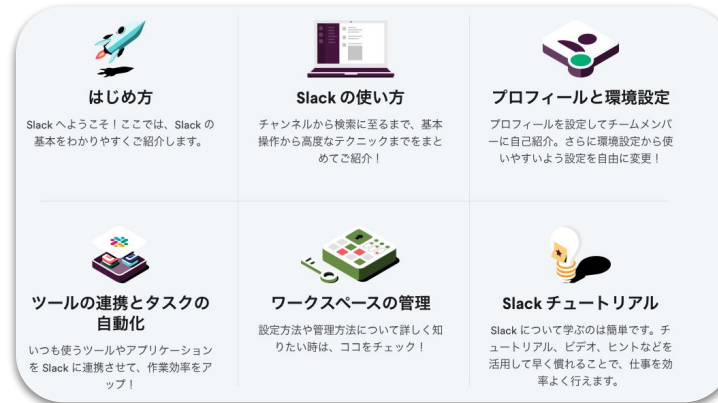 はじめ方
Slack へようこそ！ここでは、Slack の
基本をわかりやすくご紹介します。
Slack の使い方
チャンネルから検索に至るまで、基本
操作から高度なテクニックまでをまと
めてご紹介！
プロフィールと環境設定
プロフィールを設定してチームメンバ
ーに自己紹介。さらに環境設定から使
いやすいよう設定を自由に変更！
ツールの連携とタスクの
自動化
いつも使うツールやアプリケーション
を Slack に連携させて、作業効率をア
ップ！
ワークスペースの管理
設定方法や管理方法について詳しく知
りたい時は、ココをチェック！
Slack チュートリアル
Slack について学ぶのは簡単です。チ
ュートリアル、ビデオ、ヒントなどを
活用して早く慣れることで、仕事を効
率よく行えます。